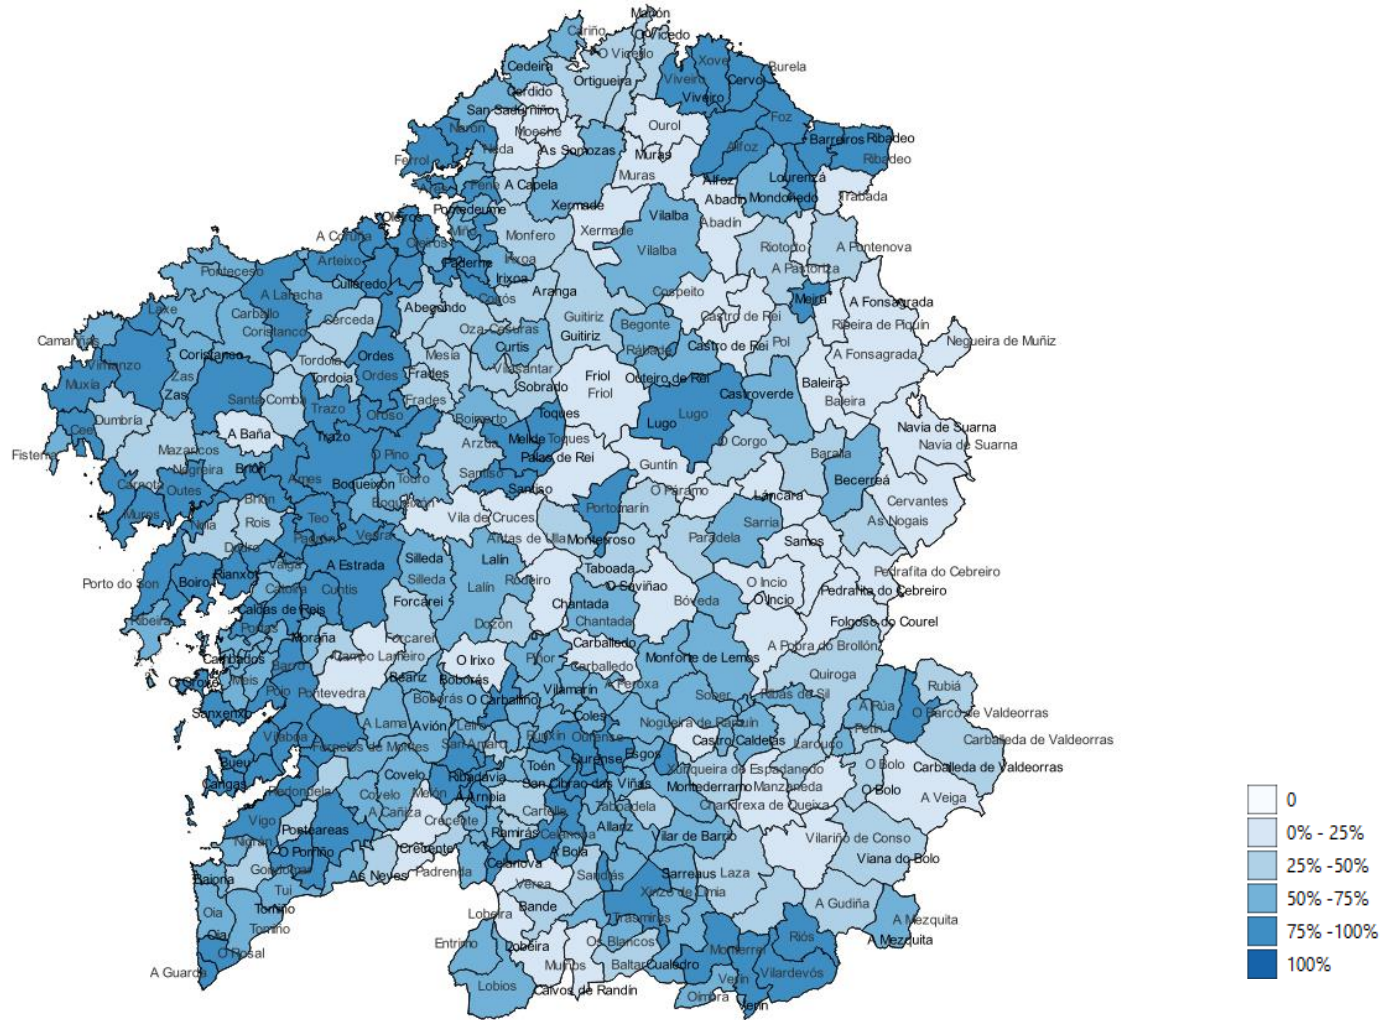 Mañón
Cariño
O Vicedo
O Vicedo
Cedeira
Xove
Burela
Ortigueira
Viveiro
Cervo
Cerdido
Viveiro
San Sadurniño
Foz
Narón
Moeche
Ourol
Barreiros
Ribadeo
Neda
As Somozas
Muras
Alfoz
Ribadeo
Ferrol
Muras
Alfoz
Lourenzá
Fene
A Capela
Abadín
Mondoñedo
Trabada
Pontedeume
Xermade
Vilalba
Oleiros
Abadín
A Coruña
Miño
Monfero
Xermade
Oleiros
Vilalba
Riotorto
A Pontenova
Arteixo
Paderne
Irixoa
A Pastoriza
Ponteceso
Culleredo
Irixoa
A Laracha
Aranga
Cospeito
Meira
A Fonsagrada
Laxe
Carballo
Cerceda
Abegondo
Coirós
Guitiriz
Castro de Rei
Coristanco
Oza-Cesuras
Begonte
Ribeira de Piquín
Camariñas
Guitiriz
Negueira de Muñiz
Coristanco
Ordes
Mesía
Curtis
Rábade
Castro de Rei
Pol
A Fonsagrada
Vimianzo
Tordoia
Vilasantar
Zas
Tordoia
Ordes
Frades
Friol
Outeiro de Rei
Baleira
Muxía
Sobrado
Friol
Castroverde
Zas
Santa Comba
Frades
Baleira
Trazo
Oroso
Toques
Lugo
Dumbría
Boimorto
Lugo
Cee
A Baña
Trazo
Arzúa
Melide
Toques
O Corgo
Navia de Suarna
Fisterra
Mazaricos
O Pino
Palas de Rei
Baralla
Navia de Suarna
Negreira
Brión
Santiso
Guntín
Carnota
Outes
Ames
Boqueixón
Touro
Santiso
O Páramo
Láncara
Becerreá
Cervantes
Brión
Boqueixón
Portomarín
Muros
Noia
Rois
Teo
Vila de Cruces
Sarria
As Nogais
Dodro
Padrón
Vedra
Antas de Ulla
Monterroso
Paradela
Samos
Valga
A Estrada
Silleda
Lalín
Taboada
Pedrafita do Cebreiro
Porto do Son
Boiro
Rianxo
Silleda
Lalín
Rodeiro
O Saviñao
O Incio
Pedrafita do Cebreiro
Catoira
Cuntis
Forcarei
Bóveda
O Incio
Caldas de Reis
Chantada
Ribeira
Portas
Dozón
Chantada
Folgoso do Courel
Moraña
Forcarei
Carballedo
A Pobra do Brollón
Cambados
Barro
Campo Lameiro
O Irixo
Piñor
Carballedo
Monforte de Lemos
Quiroga
O Grove
Meis
Beariz
Boborás
A Peroxa
Rubiá
Poio
Pontevedra
Boborás
O Carballiño
Vilamarín
Sober
Ribas de Sil
A Rúa
Sanxenxo
A Lama
Avión
Leiro
Coles
Nogueira de Ramuín
Petín
O Barco de Valdeorras
Vilaboa
Fornelos de Montes
San Amaro
Punxín
Ourense
Castro Caldelas
Larouco
Carballeda de Valdeorras
Bueu
Covelo
Ribadavia
Toén
Ourense
Esgos
Xunqueira de Espadanedo
O Bolo
Carballeda de Valdeorras
Cangas
Redondela
Covelo
Melón
San Cibrao das Viñas
Montederramo
Manzaneda
O Bolo
A Arnoia
A Veiga
Vigo
A Cañiza
Cartelle
Taboadela
Chandrexa de Queixa
Ponteareas
Crecente
Ramirás
Celanova
Allariz
Vilar de Barrio
Vilariño de Conso
Nigrán
O Porriño
Crecente
A Bola
Viana do Bolo
Gondomar
As Neves
Padrenda
Celanova
Sandiás
Sarreaus
Laza
Baiona
Tui
Verea
Xinzo de Limia
Oia
Tomiño
Lobeira
Bande
Trasmiras
A Gudiña
A Mezquita
Oia
Tomiño
Entrimo
Lobeira
Os Blancos
Monterrei
Riós
A Mezquita
O Rosal
Muíños
Baltar
Cualedro
A Guarda
Lobios
Calvos de Randín
Verín
Vilardevós
Oímbra
Verín
0
0% - 25%
25% -50%
50% -75%
75% -100%
100%